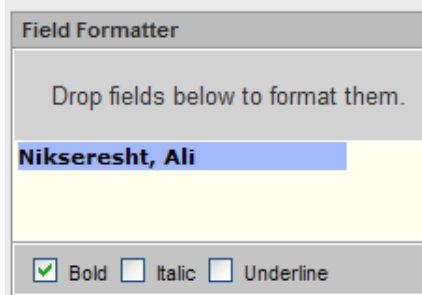 Field Formatter
Drop fields below to format them.
Nikseresht, Ali
Bold Italic Underline